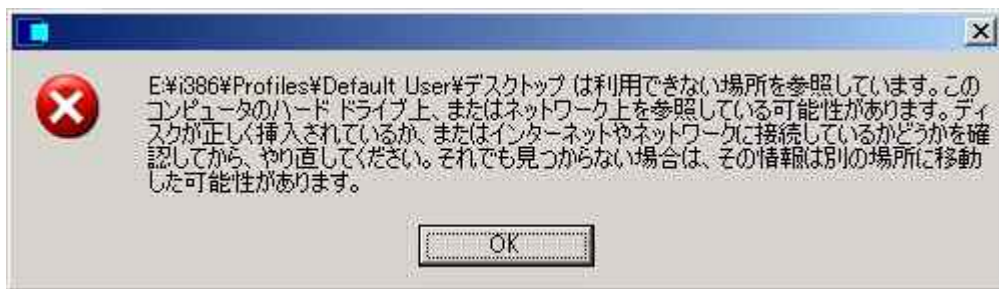 E:¥i386¥Profiles¥Default User¥デスクトップ は利用できない場所を参照しています。この
コンピュータのハード ドライブ上、またはネットワーク上を参照している可能性があります。ディ
スクが正しく挿入されているか、またはインターネットやネットワークに接続しているかどうかを確
認してから、やり直してください。それでも見つからない場合は、その情報は別の場所に移動
した可能性があります。
OK